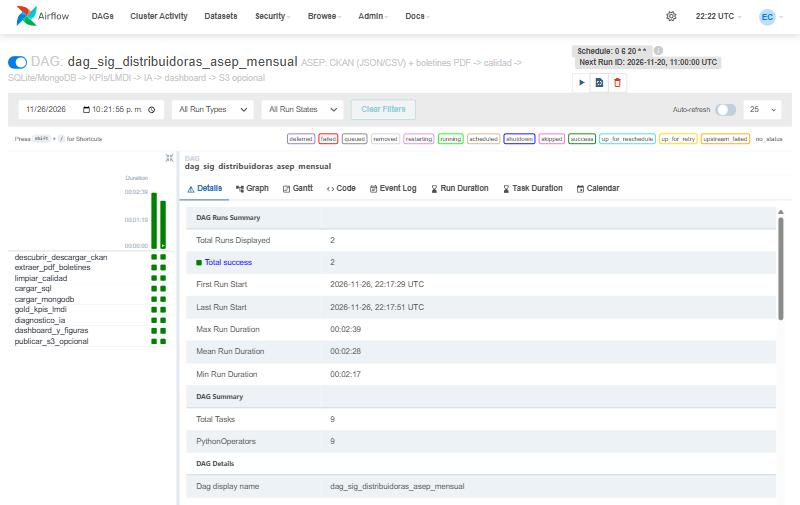 Airflow DAGs Cluster Activity Datasets Security Browse Admin Docs 22:22 UTC EC
DAG: dag_sig_distribuidoras_asep_mensual ASEP: CKAN (JSON/CSV) + boletines PDF -> calidad ->
SQLite/MongoDB -> KPIs/LMDI -> IA -> dashboard -> S3 opcional
Schedule: 0 6 20 * *
Next Run ID: 2026-11-20, 11:00:00 UTC
11/26/2026 10:21:55 p. m. All Run Types All Run States Clear Filters Auto-refresh 25
Press shift + / for Shortcuts
deferred failed queued removed restarting running scheduled shutdown skipped success up_for_reschedule up_for_retry upstream_failed no_status
Duration
00:02:39
00:01:19
00:00:00
descubrir_descargar_ckan
extraer_pdf_boletines
limpiar_calidad
cargar_sql
cargar_mongodb
gold_kpis_lmdi
diagnostico_ia
dashboard_y_figuras
publicar_s3_opcional
DAG
dag_sig_distribuidoras_asep_mensual
Details Graph Gantt Code Event Log Run Duration Task Duration Calendar
DAG Runs Summary
Total Runs Displayed 2
Total success 2
First Run Start 2026-11-26, 22:17:29 UTC
Last Run Start 2026-11-26, 22:17:51 UTC
Max Run Duration 00:02:39
Mean Run Duration 00:02:28
Min Run Duration 00:02:17
DAG Summary
Total Tasks 9
PythonOperators 9
DAG Details
Dag display name dag_sig_distribuidoras_asep_mensual